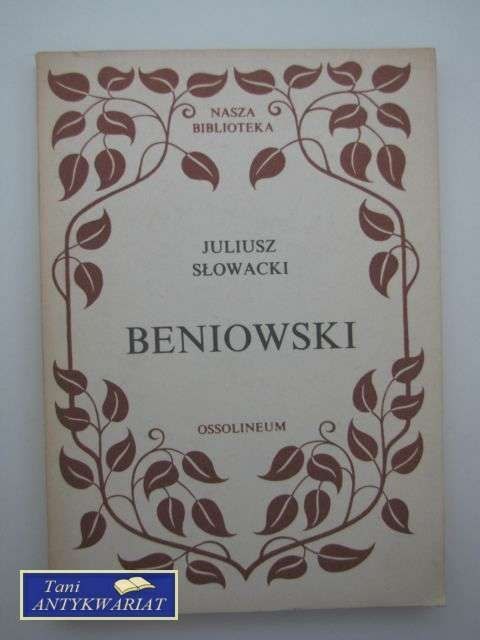 NASZA
BIBLIOTEKA
JULIUSZ
SŁOWACKI
BENIOWSKI
OSSOLINEUM
Tani
ANTYKWARIAT